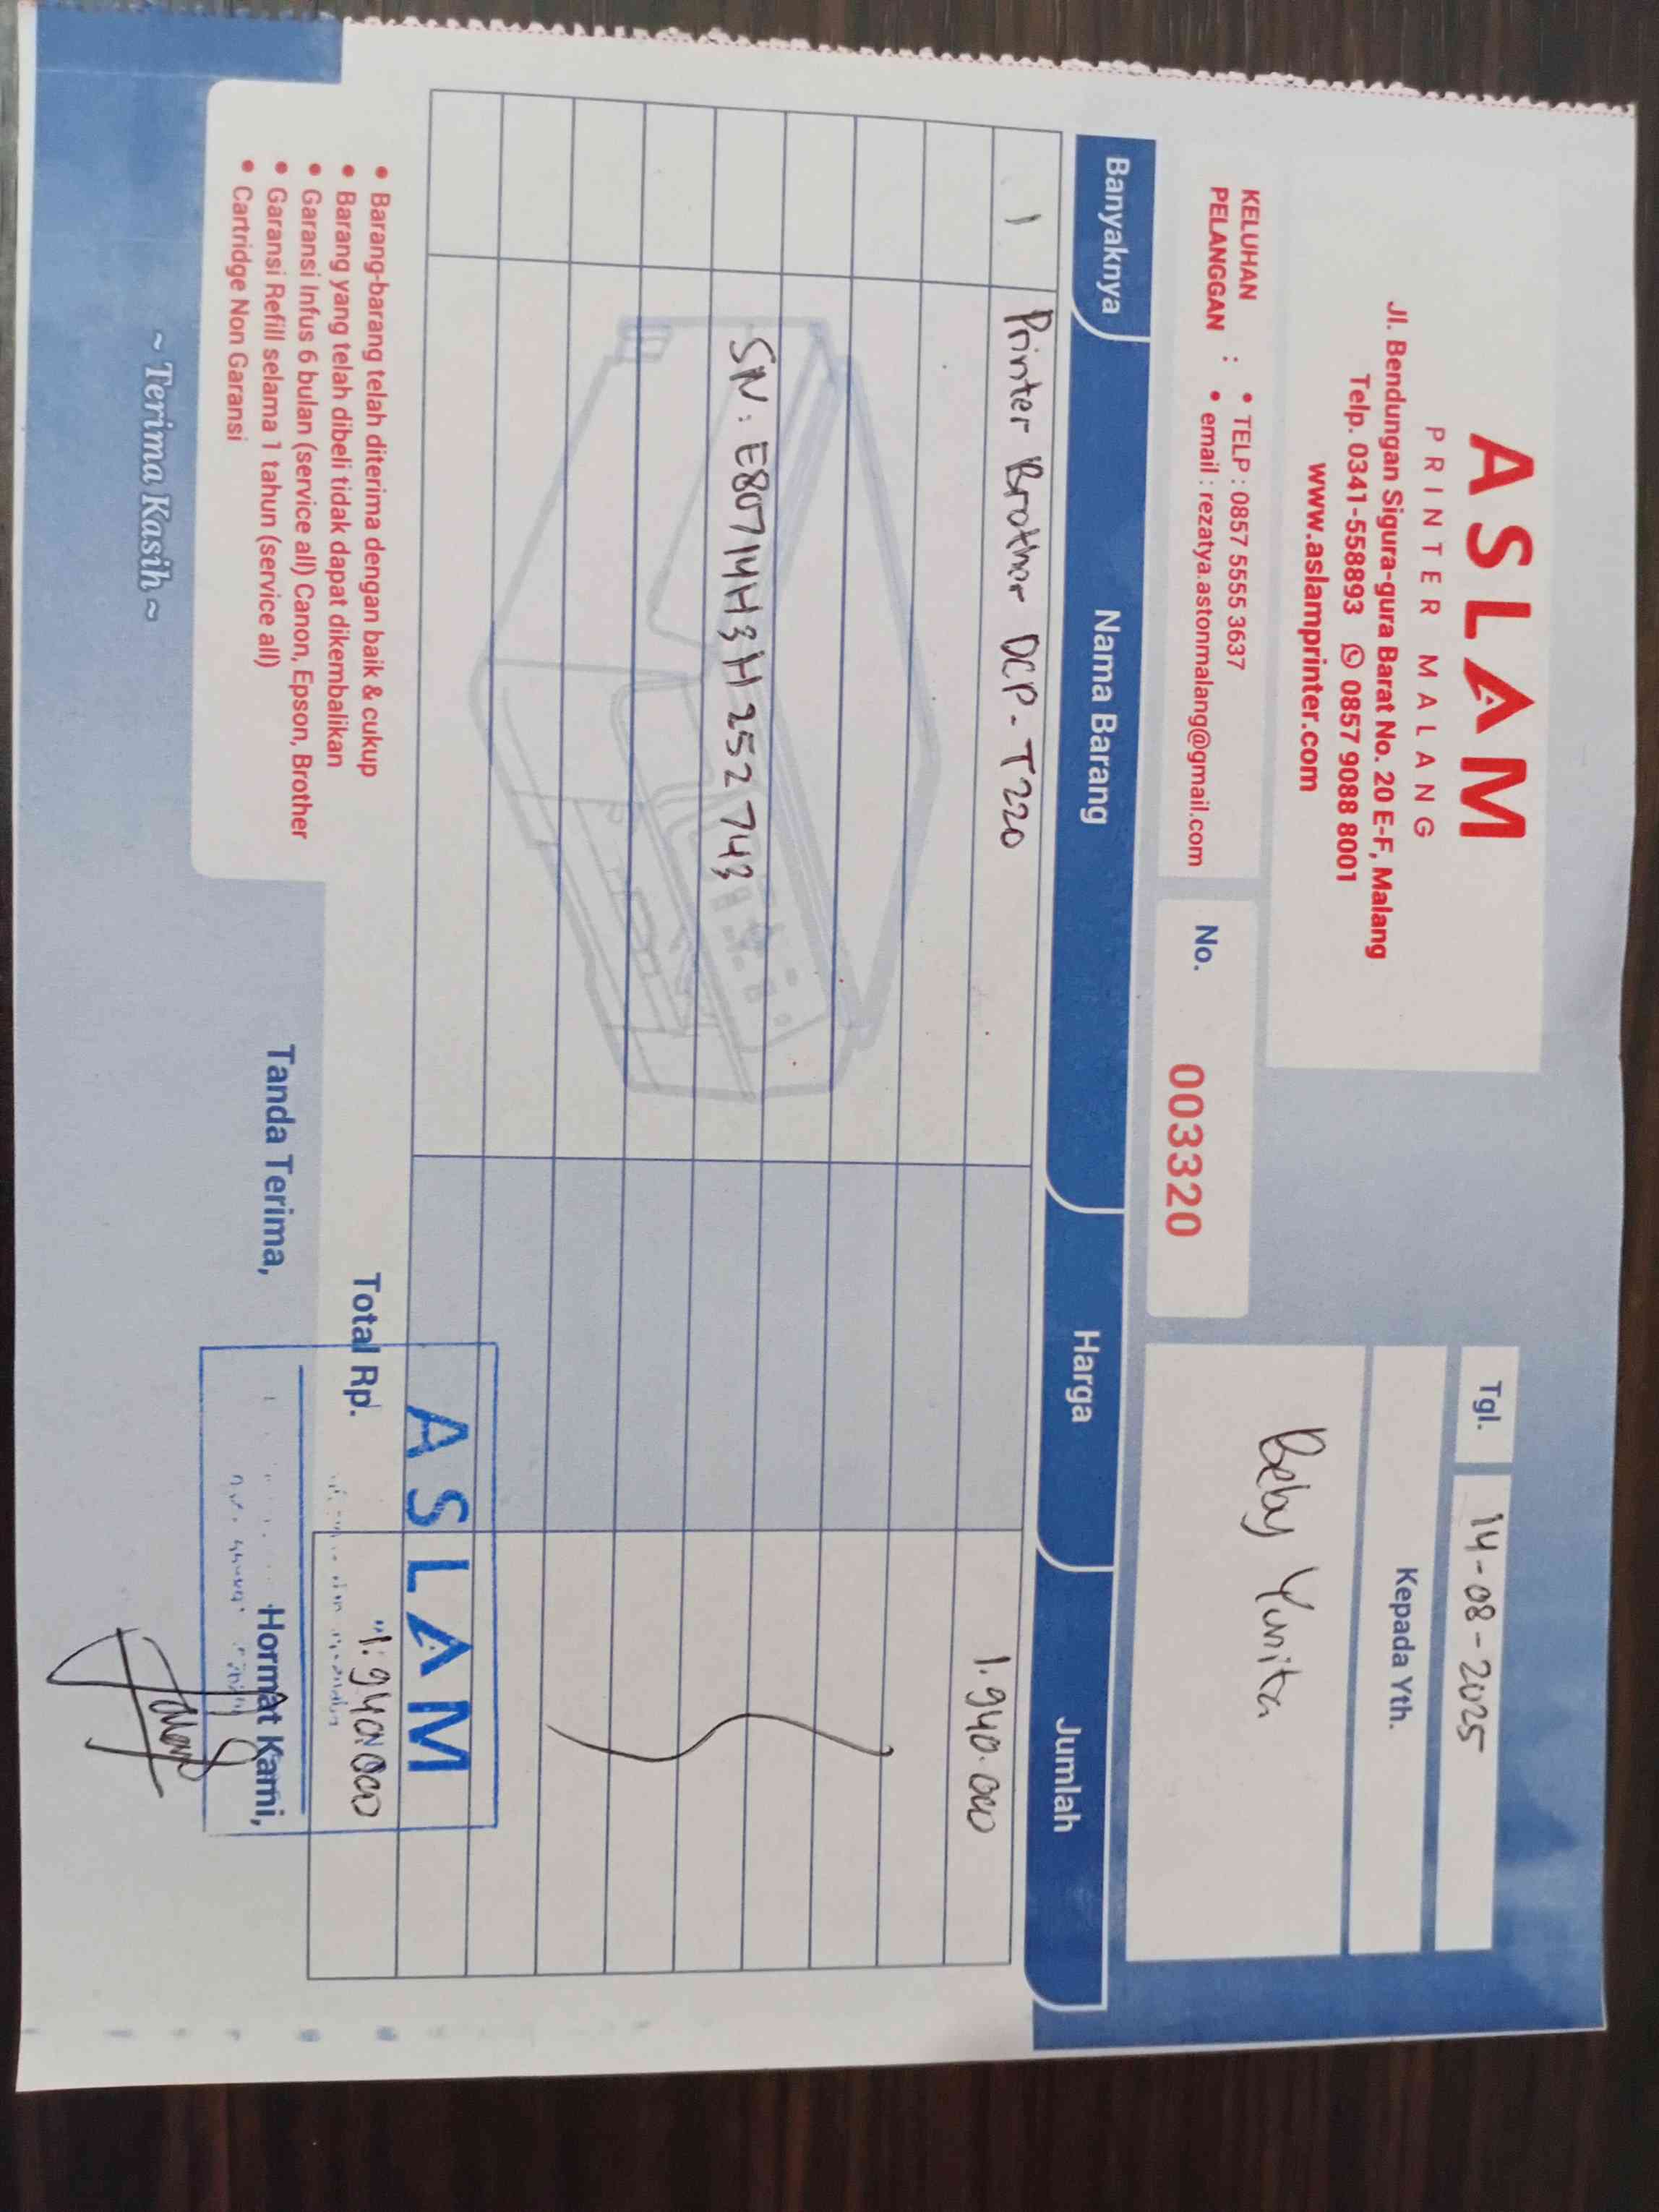 ASLAM
PRINTER MALANG
Jl. Bendungan Sigura-gura Barat No. 20 E-F, Malang
Telp. 0341-558893 0857 9088 8001
www.aslamprinter.com
Tgl. 14-08-2025
Kepada Yth.
Beby Yunita
KELUHAN PELANGGAN :
• TELP : 0857 5555 3637
• email : rezatya.astonmalang@gmail.com
No. 003320
Banyaknya Nama Barang Harga Jumlah
1 Printer Brother DCP-T220 1.940.000
SN: E80714H3H252743
ASLAM
Total Rp. 1.940.000
• Barang-barang telah diterima dengan baik & cukup
• Barang yang telah dibeli tidak dapat dikembalikan
• Garansi Infus 6 bulan (service all) Canon, Epson, Brother
• Garansi Refill selama 1 tahun (service all)
• Cartridge Non Garansi
Tanda Terima,
Hormat Kami,
~ Terima Kasih ~